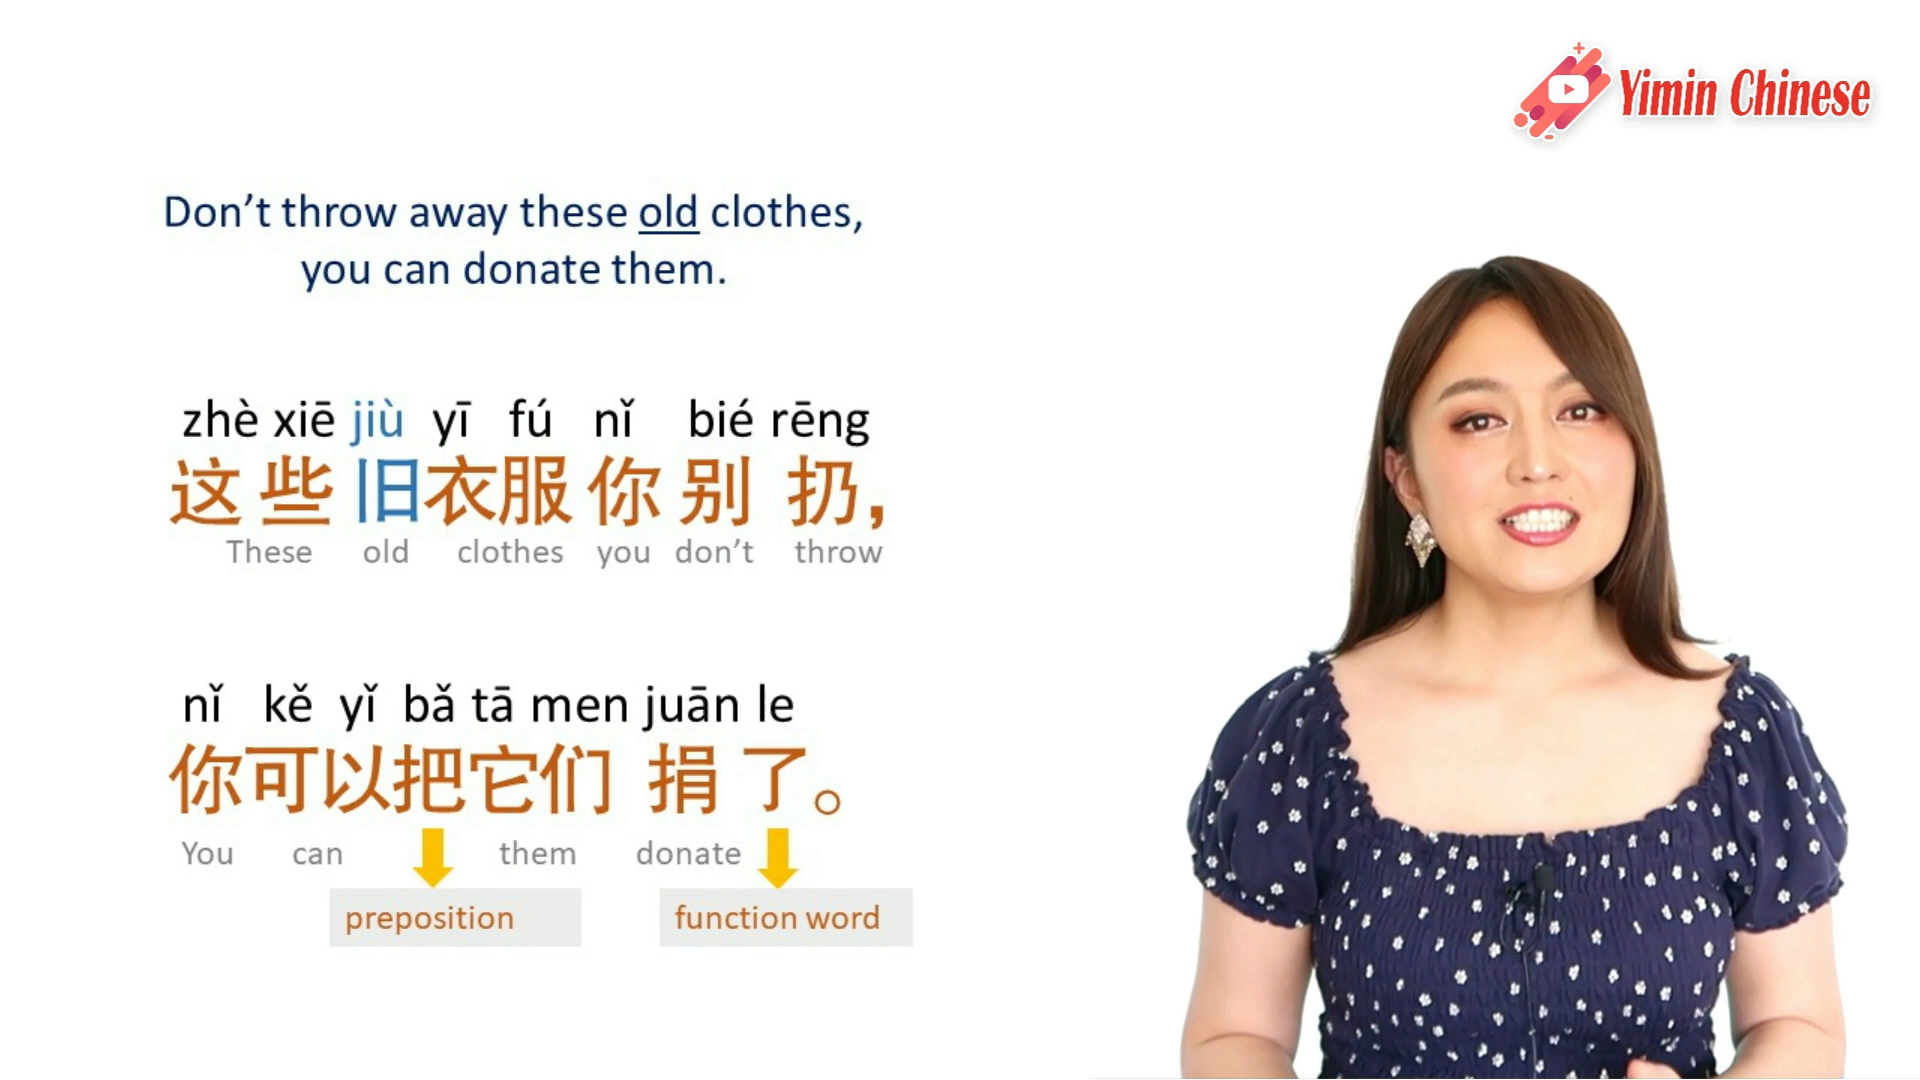 Yimin Chinese
Don't throw away these old clothes,
you can donate them.
zhè xiē jiù yī fú nǐ bié rēng
这些旧衣服你别扔，
These old clothes you don't throw
nǐ kě yǐ bǎ tā men juān le
你可以把它们捐了。
You can them donate
preposition function word